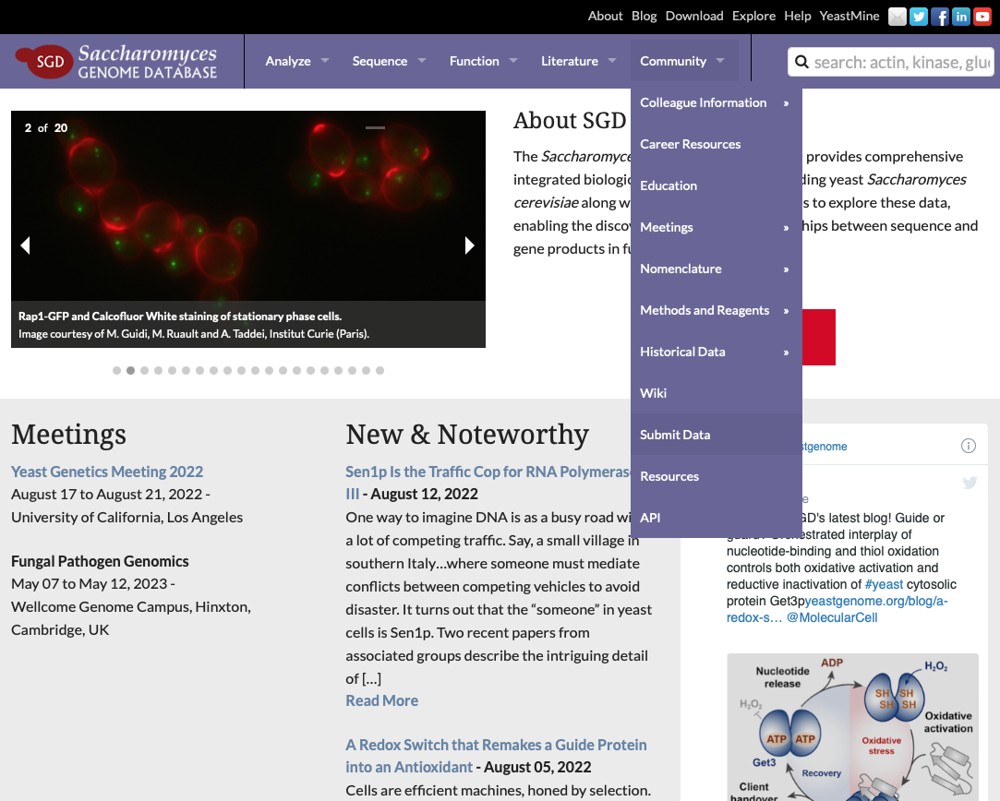 About Blog Download Explore Help YeastMine
SGD Saccharomyces
GENOME DATABASE
Analyze Sequence Function Literature Community
search: actin, kinase, gluc
2 of 20
Rap1-GFP and Calcofluor White staining of stationary phase cells.
Image courtesy of M. Guidi, M. Ruault and A. Taddei, Institut Curie (Paris).
About SGD
The Saccharomyce provides comprehensive
integrated biologic ding yeast Saccharomyces
cerevisiae along w s to explore these data,
enabling the discov hips between sequence and
gene products in fu
Colleague Information »
Career Resources
Education
Meetings »
Nomenclature »
Methods and Reagents »
Historical Data »
Wiki
Submit Data
Resources
API
Meetings
Yeast Genetics Meeting 2022
August 17 to August 21, 2022 -
University of California, Los Angeles
Fungal Pathogen Genomics
May 07 to May 12, 2023 -
Wellcome Genome Campus, Hinxton,
Cambridge, UK
New & Noteworthy
Sen1p Is the Traffic Cop for RNA Polymerase
III - August 12, 2022
One way to imagine DNA is as a busy road wi
a lot of competing traffic. Say, a small village in
southern Italy…where someone must mediate
conflicts between competing vehicles to avoid
disaster. It turns out that the “someone” in yeast
cells is Sen1p. Two recent papers from
associated groups describe the intriguing detail
of […]
Read More
A Redox Switch that Remakes a Guide Protein
into an Antioxidant - August 05, 2022
Cells are efficient machines, honed by selection.
stgenome
e
GD's latest blog! Guide or
guard? Orchestrated interplay of
nucleotide-binding and thiol oxidation
controls both oxidative activation and
reductive inactivation of #yeast cytosolic
protein Get3pyeastgenome.org/blog/a-
redox-s… @MolecularCell
Nucleotide
release
ADP
H₂O₂
H₂O₂
SH SH
SH SH
ATP ATP
Get3
Oxidative
activation
Oxidative
stress
Recovery
Client
handover